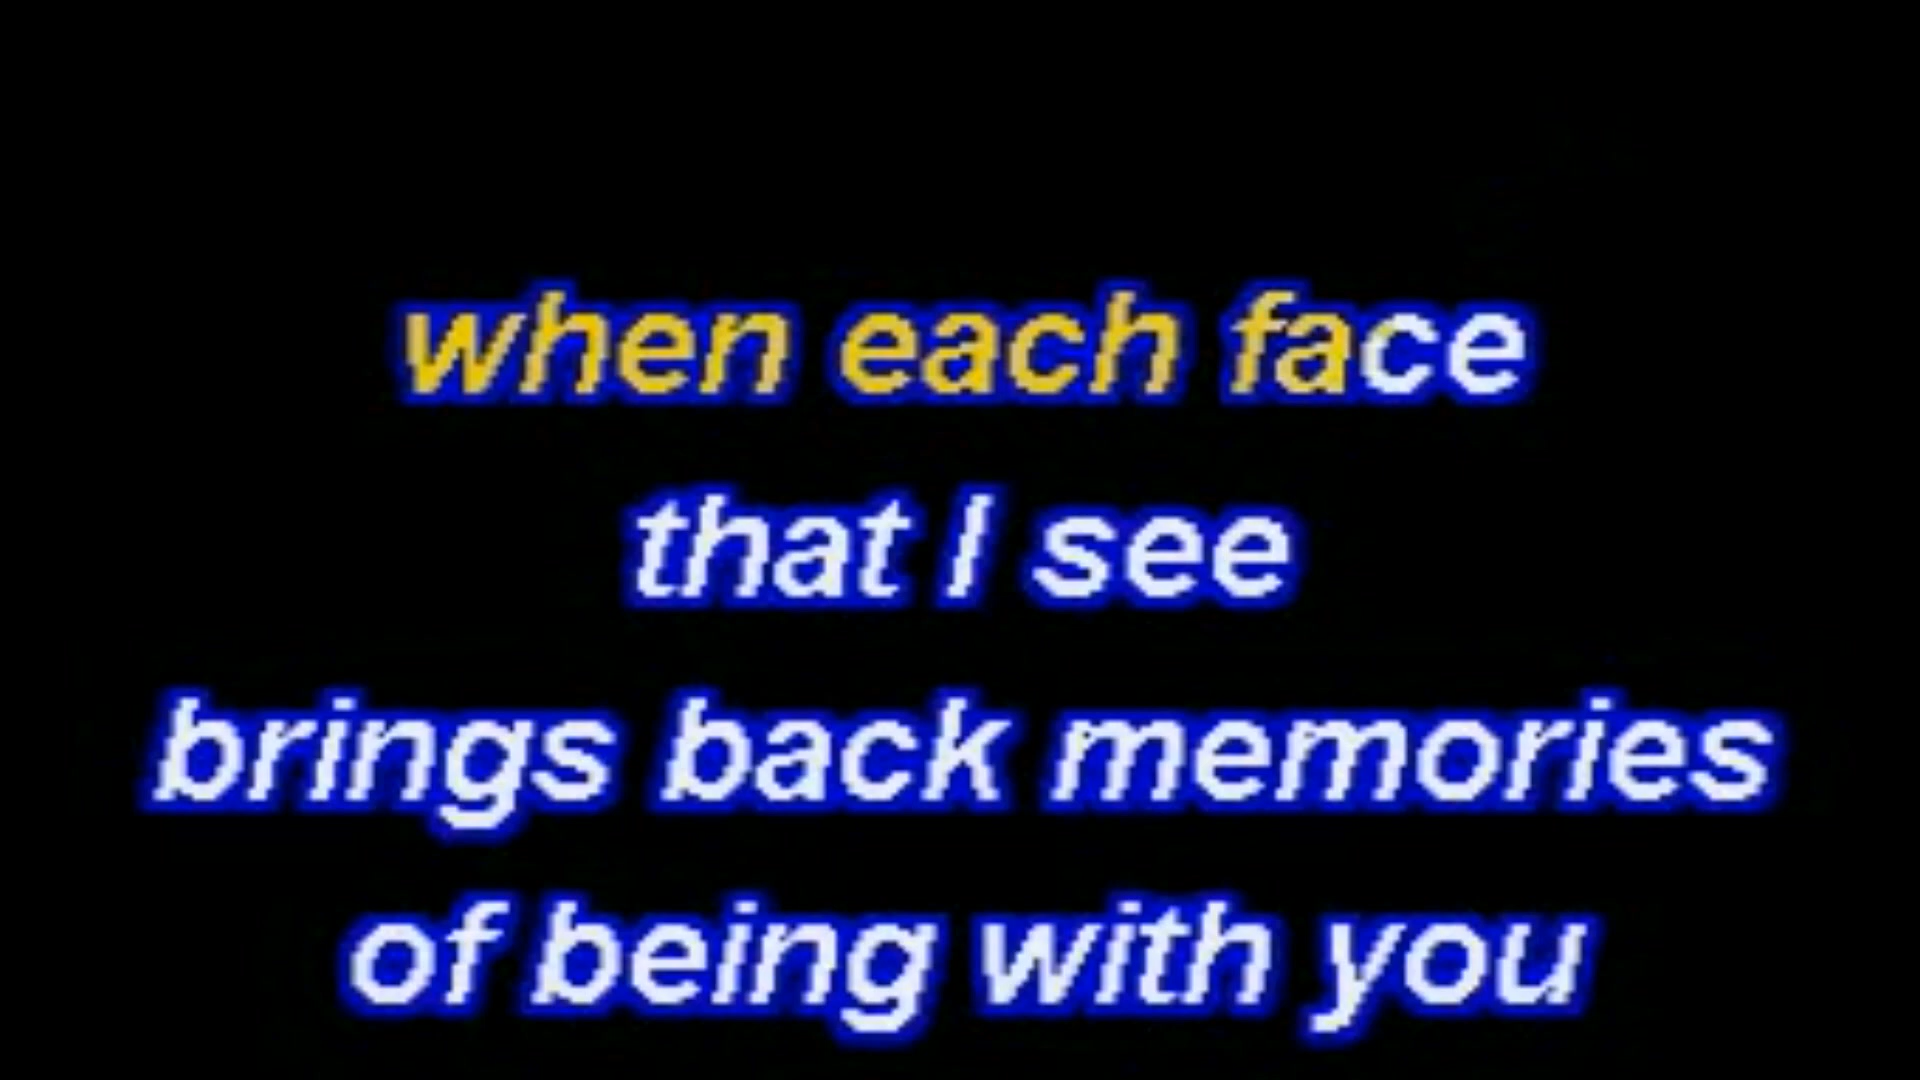 when each face
that I see
brings back memories
of being with you